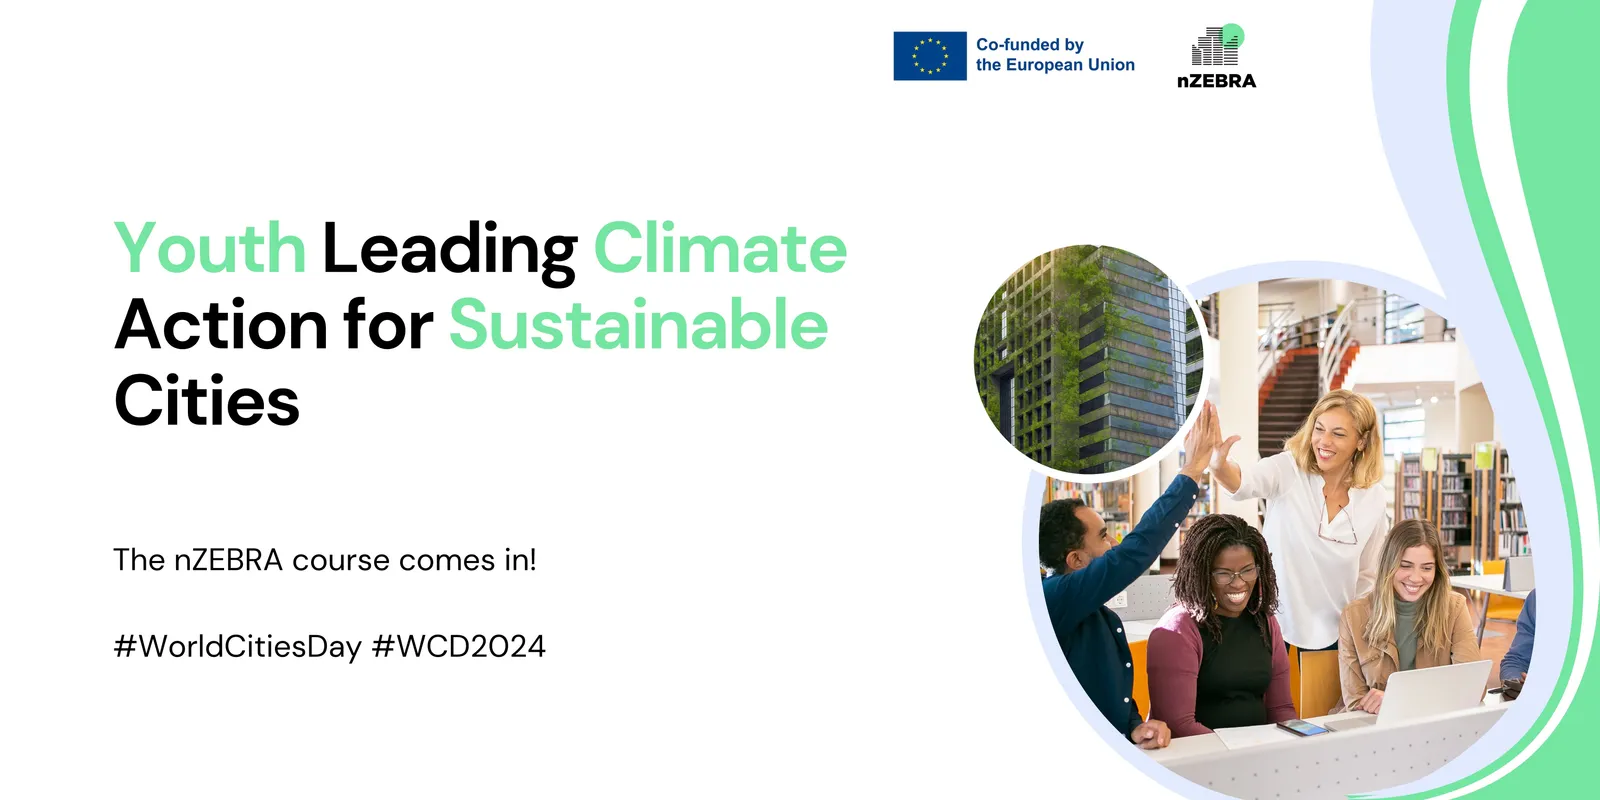 Co-funded by
the European Union
nZEBRA
Youth Leading Climate
Action for Sustainable
Cities
The nZEBRA course comes in!
#WorldCitiesDay #WCD2024